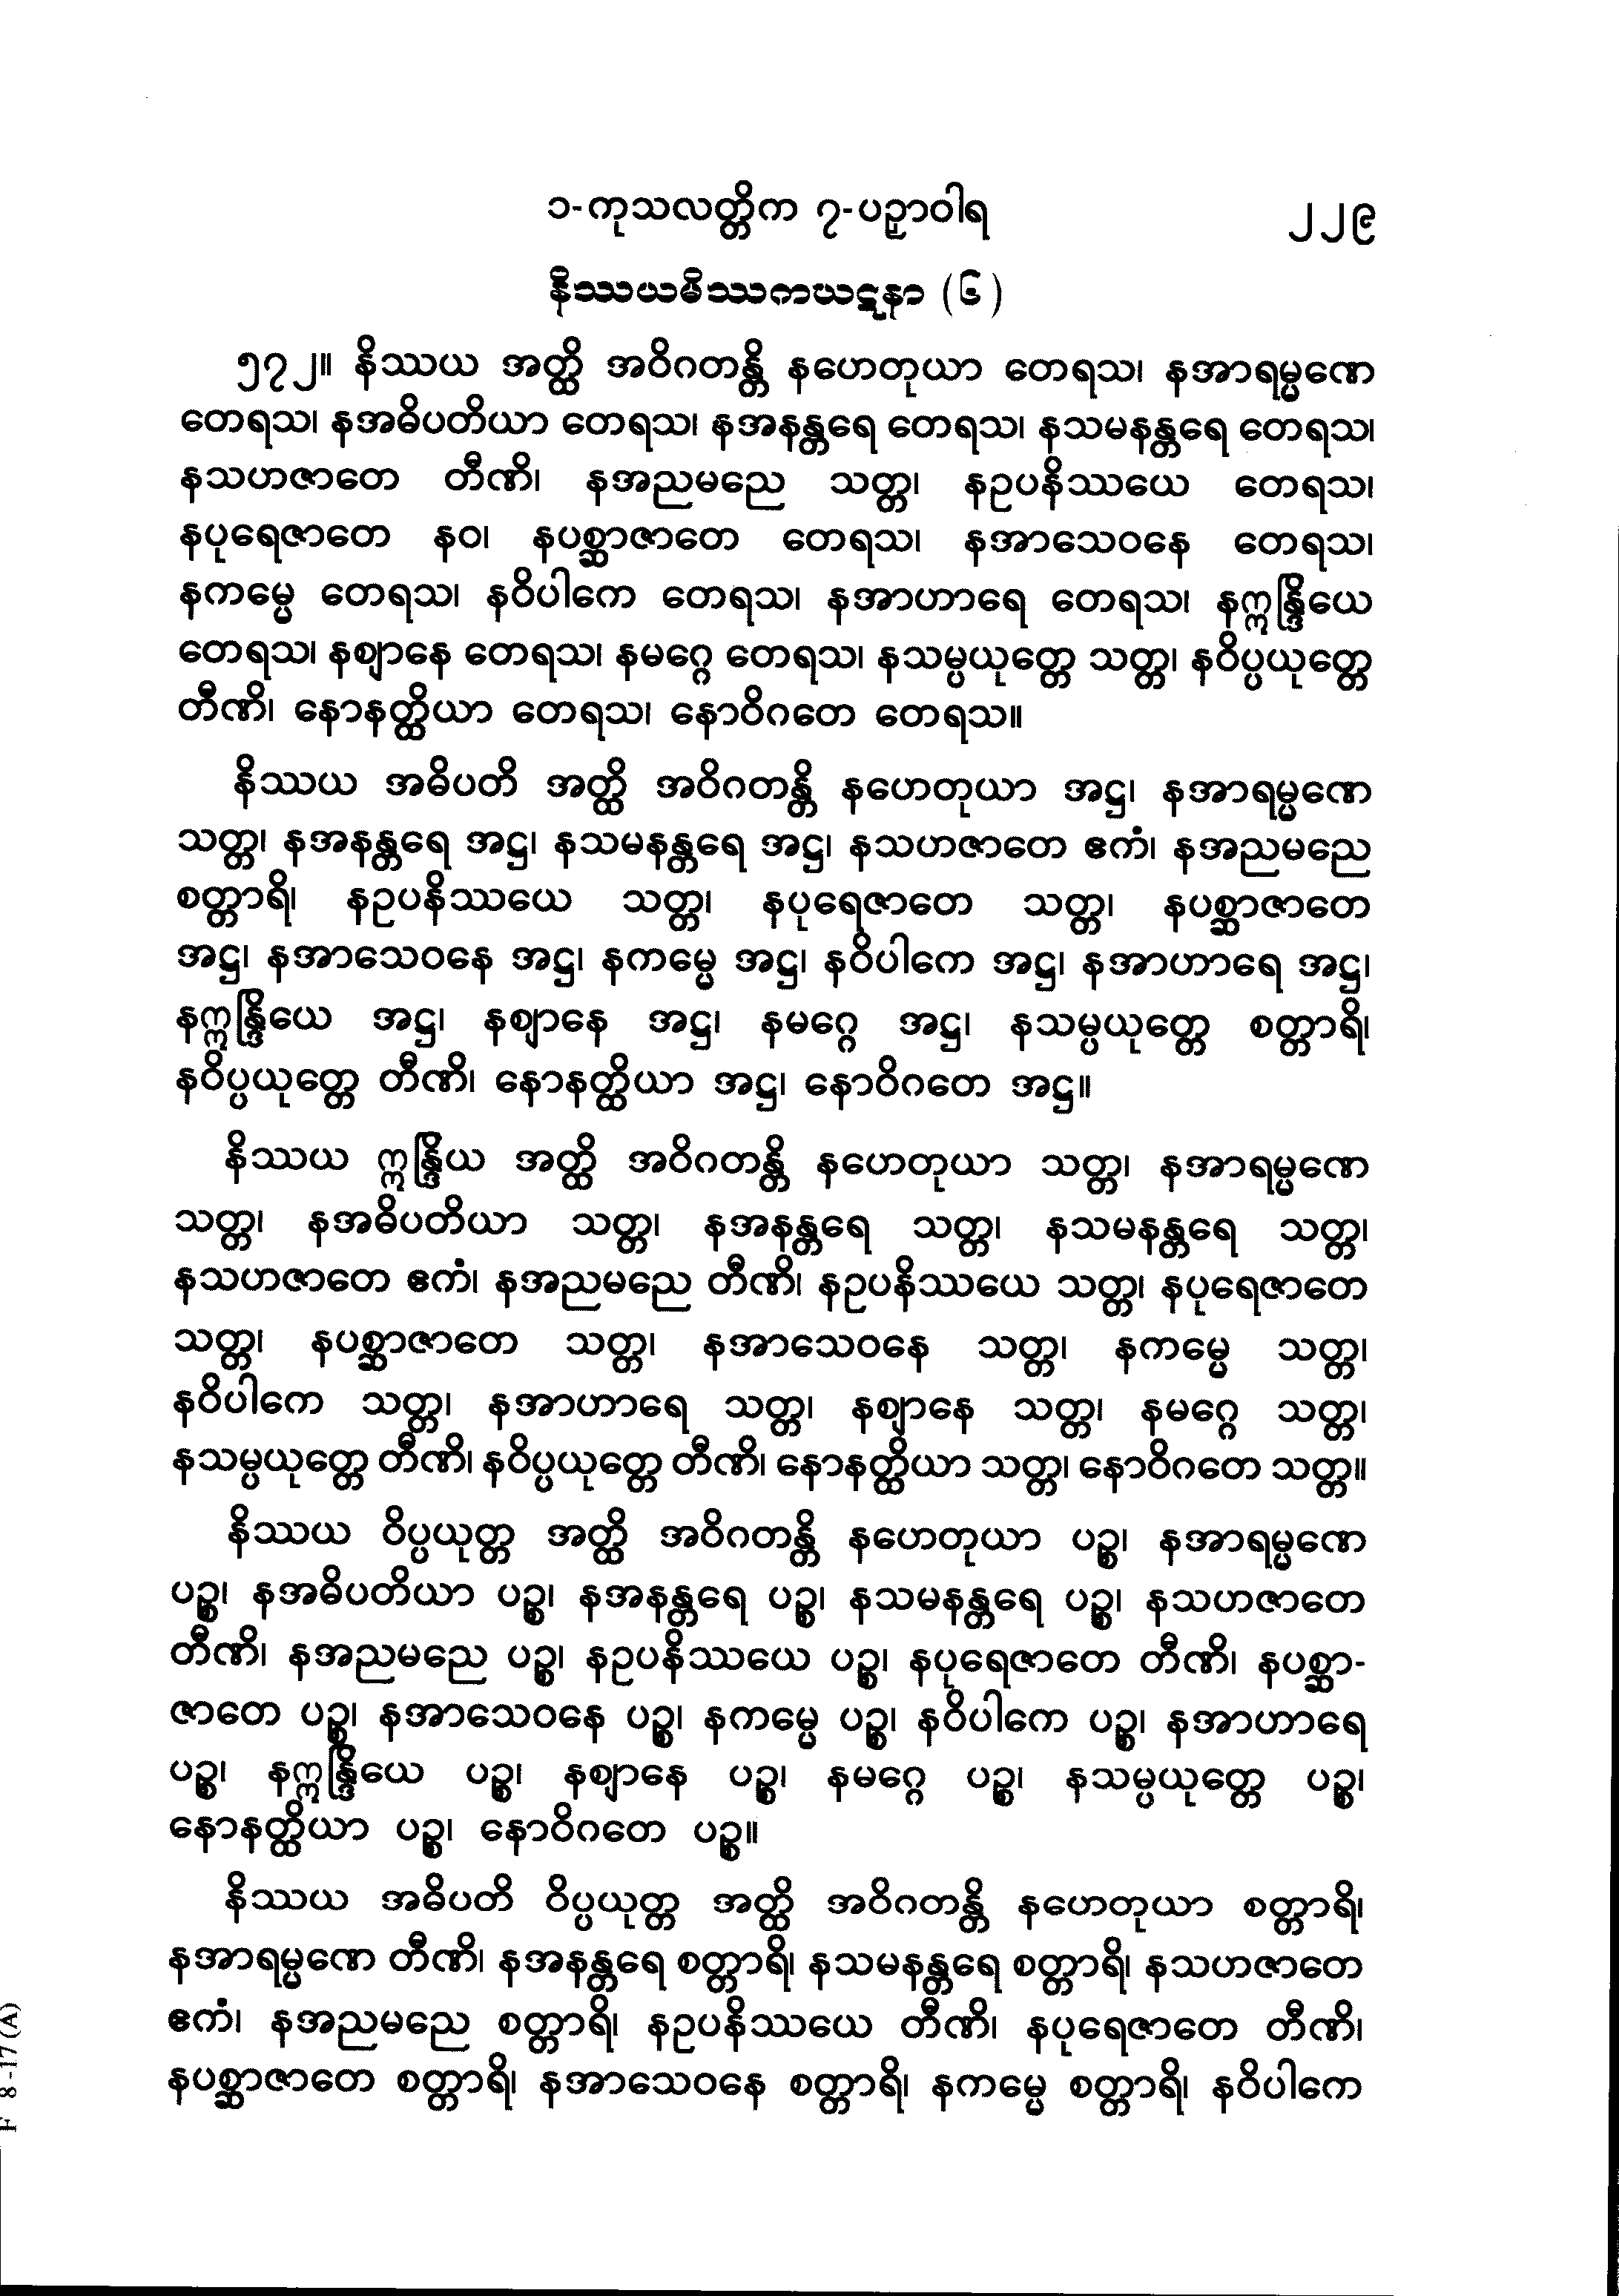 ၁-ကုသလတ္တိက ၇-ပဉှာဝါရ ၂၂၉
နိဿယမိဿကဃဋနာ (၆)
၅၇၂။ နိဿယ အတ္ထိ အဝိဂတန္တိ နဟေတုယာ တေရသ၊ နအာရမ္မဏေ
တေရသ၊ နအဓိပတိယာ တေရသ၊ နအနန္တရေ တေရသ၊ နသမနန္တရေ တေရသ၊
နသဟဇာတေ တီဏိ၊ နအညမညေ သတ္တ၊ နဥပနိဿယေ တေရသ၊
နပုရေဇာတေ နဝ၊ နပစ္ဆာဇာတေ တေရသ၊ နအာသေဝနေ တေရသ၊
နကမ္မေ တေရသ၊ နဝိပါကေ တေရသ၊ နအာဟာရေ တေရသ၊ နဣန္ဒြိယေ
တေရသ၊ နဈာနေ တေရသ၊ နမဂ္ဂေ တေရသ၊ နသမ္ပယုတ္တေ သတ္တ၊ နဝိပ္ပယုတ္တေ
တီဏိ၊ နောနတ္ထိယာ တေရသ၊ နောဝိဂတေ တေရသ။
နိဿယ အဓိပတိ အတ္ထိ အဝိဂတန္တိ နဟေတုယာ အဋ္ဌ၊ နအာရမ္မဏေ
သတ္တ၊ နအနန္တရေ အဋ္ဌ၊ နသမနန္တရေ အဋ္ဌ၊ နသဟဇာတေ ဧကံ၊ နအညမညေ
စတ္တာရိ၊ နဥပနိဿယေ သတ္တ၊ နပုရေဇာတေ သတ္တ၊ နပစ္ဆာဇာတေ
အဋ္ဌ၊ နအာသေဝနေ အဋ္ဌ၊ နကမ္မေ အဋ္ဌ၊ နဝိပါကေ အဋ္ဌ၊ နအာဟာရေ အဋ္ဌ၊
နဣန္ဒြိယေ အဋ္ဌ၊ နဈာနေ အဋ္ဌ၊ နမဂ္ဂေ အဋ္ဌ၊ နသမ္ပယုတ္တေ စတ္တာရိ၊
နဝိပ္ပယုတ္တေ တီဏိ၊ နောနတ္ထိယာ အဋ္ဌ၊ နောဝိဂတေ အဋ္ဌ။
နိဿယ ဣန္ဒြိယ အတ္ထိ အဝိဂတန္တိ နဟေတုယာ သတ္တ၊ နအာရမ္မဏေ
သတ္တ၊ နအဓိပတိယာ သတ္တ၊ နအနန္တရေ သတ္တ၊ နသမနန္တရေ သတ္တ၊
နသဟဇာတေ ဧကံ၊ နအညမညေ တီဏိ၊ နဥပနိဿယေ သတ္တ၊ နပုရေဇာတေ
သတ္တ၊ နပစ္ဆာဇာတေ သတ္တ၊ နအာသေဝနေ သတ္တ၊ နကမ္မေ သတ္တ၊
နဝိပါကေ သတ္တ၊ နအာဟာရေ သတ္တ၊ နဈာနေ သတ္တ၊ နမဂ္ဂေ သတ္တ၊
နသမ္ပယုတ္တေ တီဏိ၊ နဝိပ္ပယုတ္တေ တီဏိ၊ နောနတ္ထိယာ သတ္တ၊ နောဝိဂတေ သတ္တ။
နိဿယ ဝိပ္ပယုတ္တ အတ္ထိ အဝိဂတန္တိ နဟေတုယာ ပဉ္စ၊ နအာရမ္မဏေ
ပဉ္စ၊ နအဓိပတိယာ ပဉ္စ၊ နအနန္တရေ ပဉ္စ၊ နသမနန္တရေ ပဉ္စ၊ နသဟဇာတေ
တီဏိ၊ နအညမညေ ပဉ္စ၊ နဥပနိဿယေ ပဉ္စ၊ နပုရေဇာတေ တီဏိ၊ နပစ္ဆာ-
ဇာတေ ပဉ္စ၊ နအာသေဝနေ ပဉ္စ၊ နကမ္မေ ပဉ္စ၊ နဝိပါကေ ပဉ္စ၊ နအာဟာရေ
ပဉ္စ၊ နဣန္ဒြိယေ ပဉ္စ၊ နဈာနေ ပဉ္စ၊ နမဂ္ဂေ ပဉ္စ၊ နသမ္ပယုတ္တေ ပဉ္စ၊
နောနတ္ထိယာ ပဉ္စ၊ နောဝိဂတေ ပဉ္စ။
နိဿယ အဓိပတိ ဝိပ္ပယုတ္တ အတ္ထိ အဝိဂတန္တိ နဟေတုယာ စတ္တာရိ၊
နအာရမ္မဏေ တီဏိ၊ နအနန္တရေ စတ္တာရိ၊ နသမနန္တရေ စတ္တာရိ၊ နသဟဇာတေ
ဧကံ၊ နအညမညေ စတ္တာရိ၊ နဥပနိဿယေ တီဏိ၊ နပုရေဇာတေ တီဏိ၊
နပစ္ဆာဇာတေ စတ္တာရိ၊ နအာသေဝနေ စတ္တာရိ၊ နကမ္မေ စတ္တာရိ၊ နဝိပါကေ
F 8-17(A)